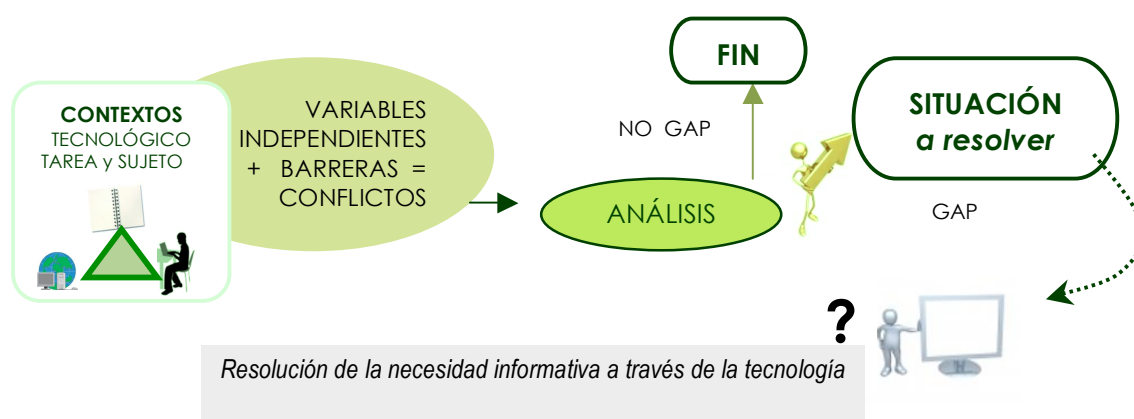 CONTEXTOS
TECNOLÓGICO
TAREA y SUJETO
VARIABLES
INDEPENDIENTES
+ BARRERAS =
CONFLICTOS
ANÁLISIS
NO GAP
FIN
SITUACIÓN
a resolver
GAP
?
Resolución de la necesidad informativa a través de la tecnología